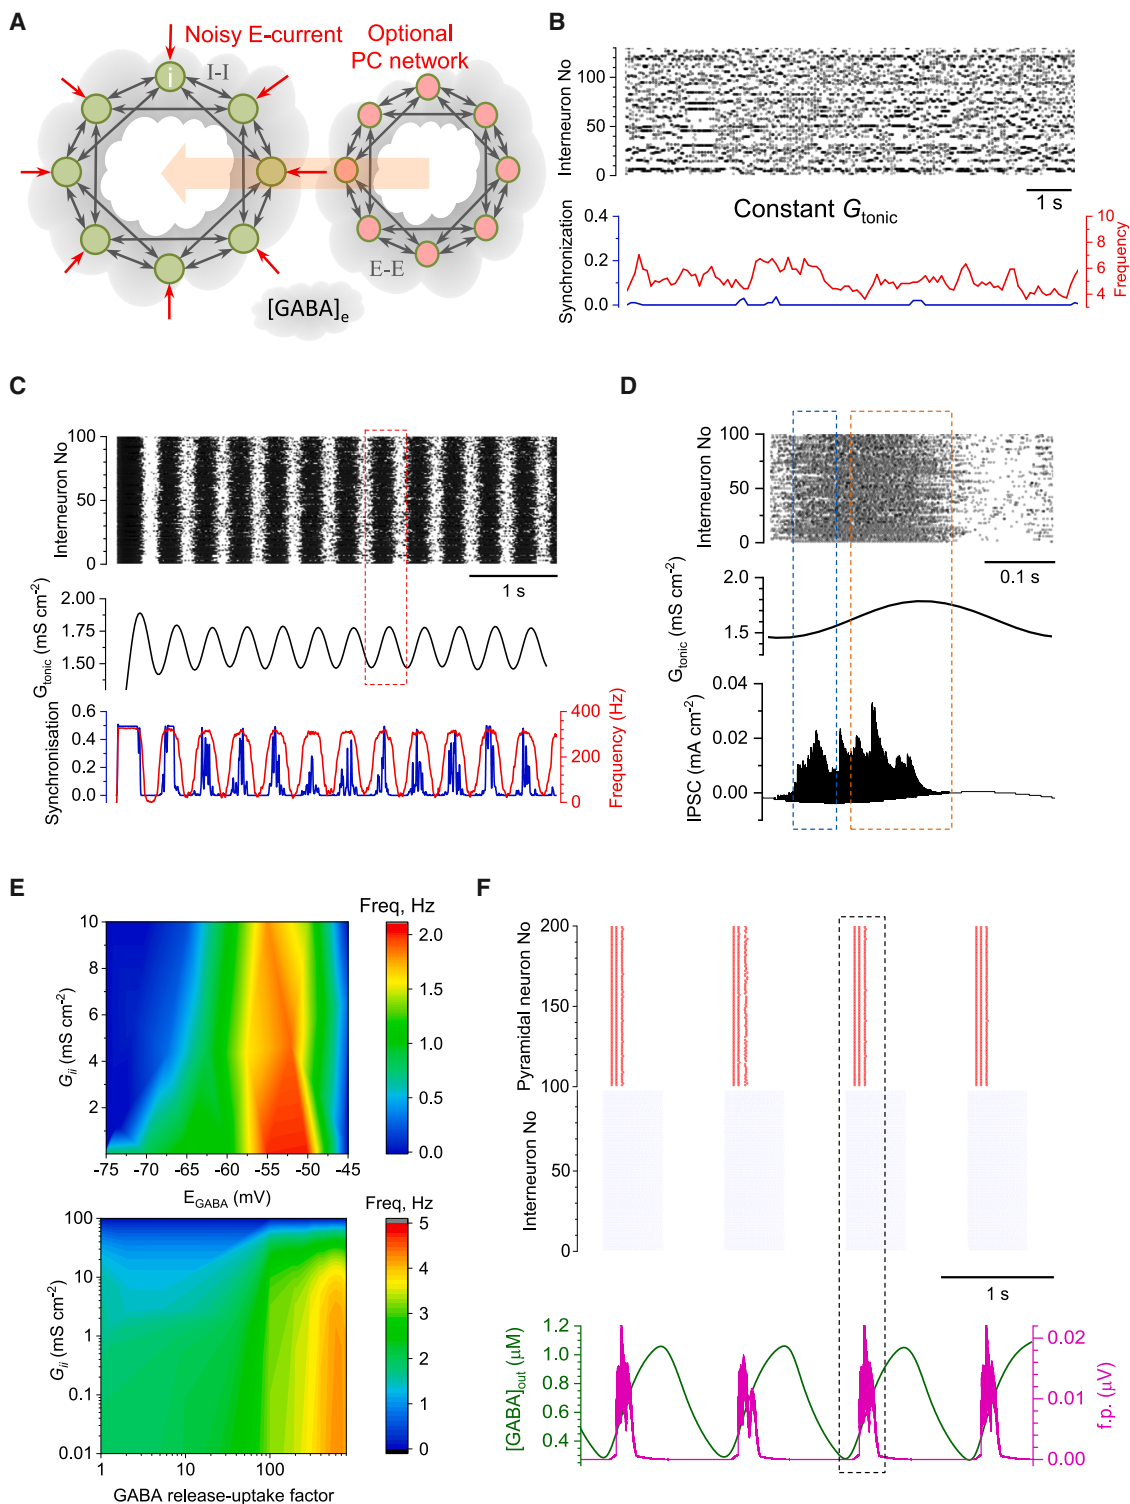 A
Noisy E-current
Optional
PC network
I-I
i
E-E
[GABA]e
B
Interneuron No
100
50
0
1 s
Constant Gtonic
Synchronization
0.4
0.2
0.0
10
8
6
4
Frequency
C
Interneuron No
100
50
0
1 s
Gtonic (mS cm-2)
2.00
1.75
1.50
Synchronisation
0.6
0.4
0.2
0.0
400
200
0
Frequency (Hz)
D
Interneuron No
100
50
0
0.1 s
Gtonic (mS cm-2)
2.0
1.5
IPSC (mA cm-2)
0.04
0.02
0.00
E
Freq, Hz
Gii (mS cm-2)
10
8
6
4
2
-75 -70 -65 -60 -55 -50 -45
EGABA (mV)
2.0
1.5
1.0
0.5
0.0
Freq, Hz
Gii (mS cm-2)
100
10
1
0.1
0.01
1 10 100
GABA release-uptake factor
5
4
3
2
1
0
F
Pyramidal neuron No
200
150
100
Interneuron No
50
0
1 s
[GABA]out (μM)
1.2
1.0
0.8
0.6
0.4
0.02
0.01
0.00
f.p. (μV)